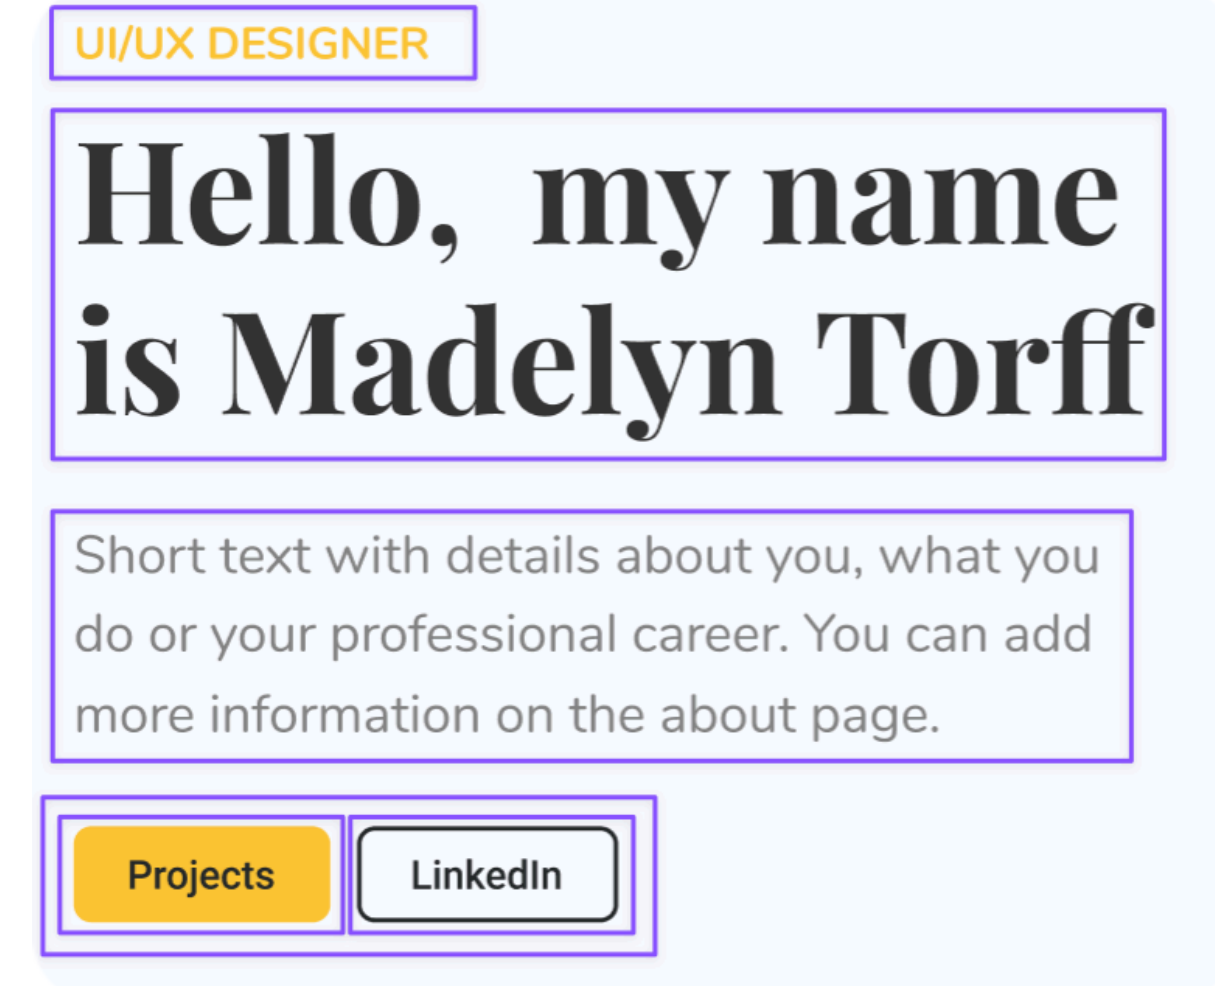 UI/UX DESIGNER
Hello,  my name
is Madelyn Torff
Short text with details about you, what you
do or your professional career. You can add
more information on the about page.
Projects
LinkedIn